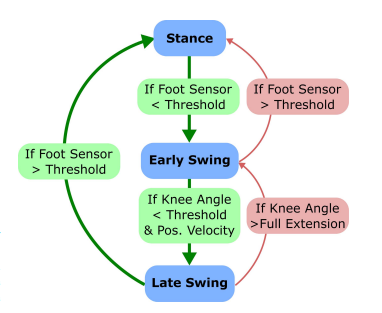 Stance
If Foot Sensor
< Threshold
If Foot Sensor
> Threshold
If Foot Sensor
> Threshold
Early Swing
If Knee Angle
< Threshold
& Pos. Velocity
If Knee Angle
>Full Extension
Late Swing